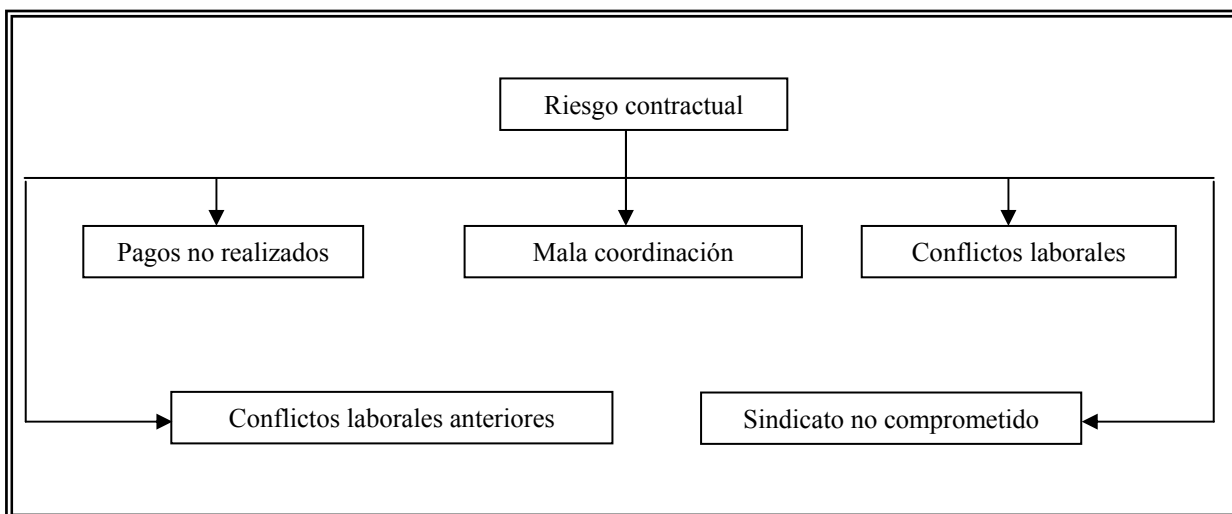 Riesgo contractual
Pagos no realizados
Mala coordinación
Conflictos laborales
Conflictos laborales anteriores
Sindicato no comprometido